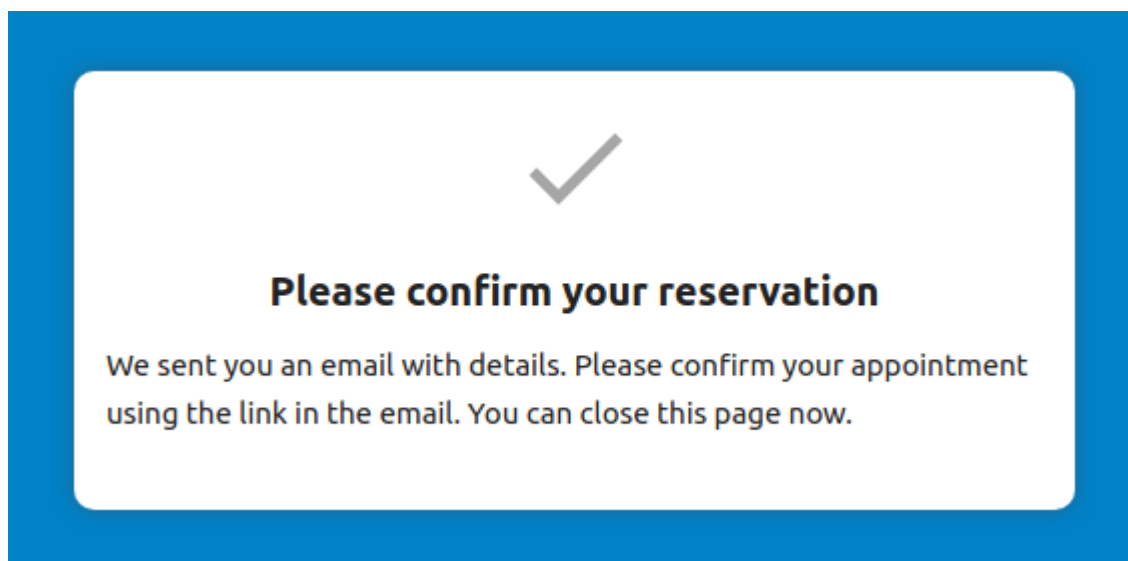 Please confirm your reservation
We sent you an email with details. Please confirm your appointment
using the link in the email. You can close this page now.